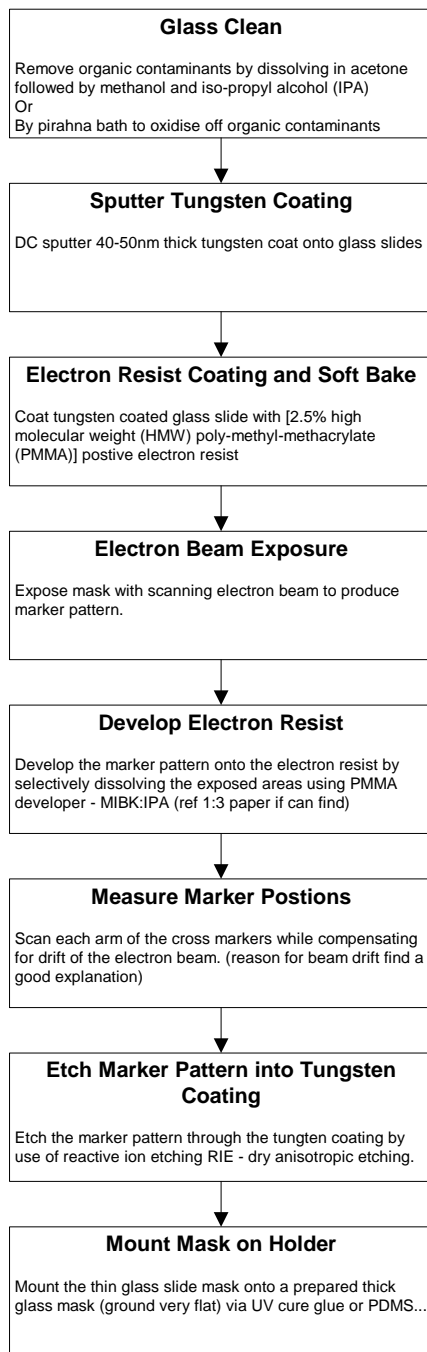 Glass Clean
Remove organic contaminants by dissolving in acetone
followed by methanol and iso-propyl alcohol (IPA)
Or
By pirahna bath to oxidise off organic contaminants
Sputter Tungsten Coating
DC sputter 40-50nm thick tungsten coat onto glass slides
Electron Resist Coating and Soft Bake
Coat tungsten coated glass slide with [2.5% high
molecular weight (HMW) poly-methyl-methacrylate
(PMMA)] postive electron resist
Electron Beam Exposure
Expose mask with scanning electron beam to produce
marker pattern.
Develop Electron Resist
Develop the marker pattern onto the electron resist by
selectively dissolving the exposed areas using PMMA
developer - MIBK:IPA (ref 1:3 paper if can find)
Measure Marker Postions
Scan each arm of the cross markers while compensating
for drift of the electron beam. (reason for beam drift find a
good explanation)
Etch Marker Pattern into Tungsten
Coating
Etch the marker pattern through the tungten coating by
use of reactive ion etching RIE - dry anisotropic etching.
Mount Mask on Holder
Mount the thin glass slide mask onto a prepared thick
glass mask (ground very flat) via UV cure glue or PDMS...